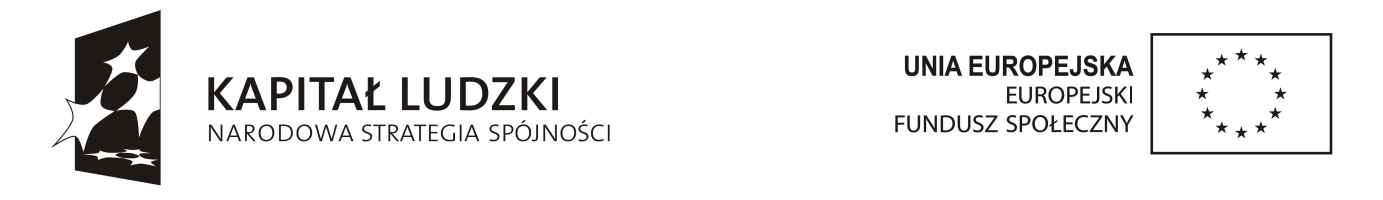 KAPITAŁ LUDZKI
NARODOWA STRATEGIA SPÓJNOŚCI
UNIA EUROPEJSKA
EUROPEJSKI
FUNDUSZ SPOŁECZNY